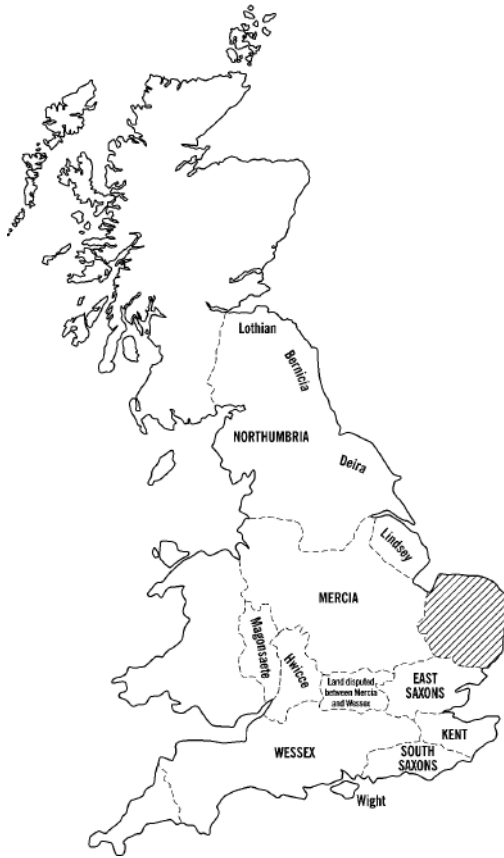 Lothian
Bernicia
NORTHUMBRIA
Deira
Lindsey
MERCIA
Magonsaete
Hwicce
Land disputed
between Mercia
and Wessex
EAST
SAXONS
KENT
WESSEX
SOUTH
SAXONS
Wight